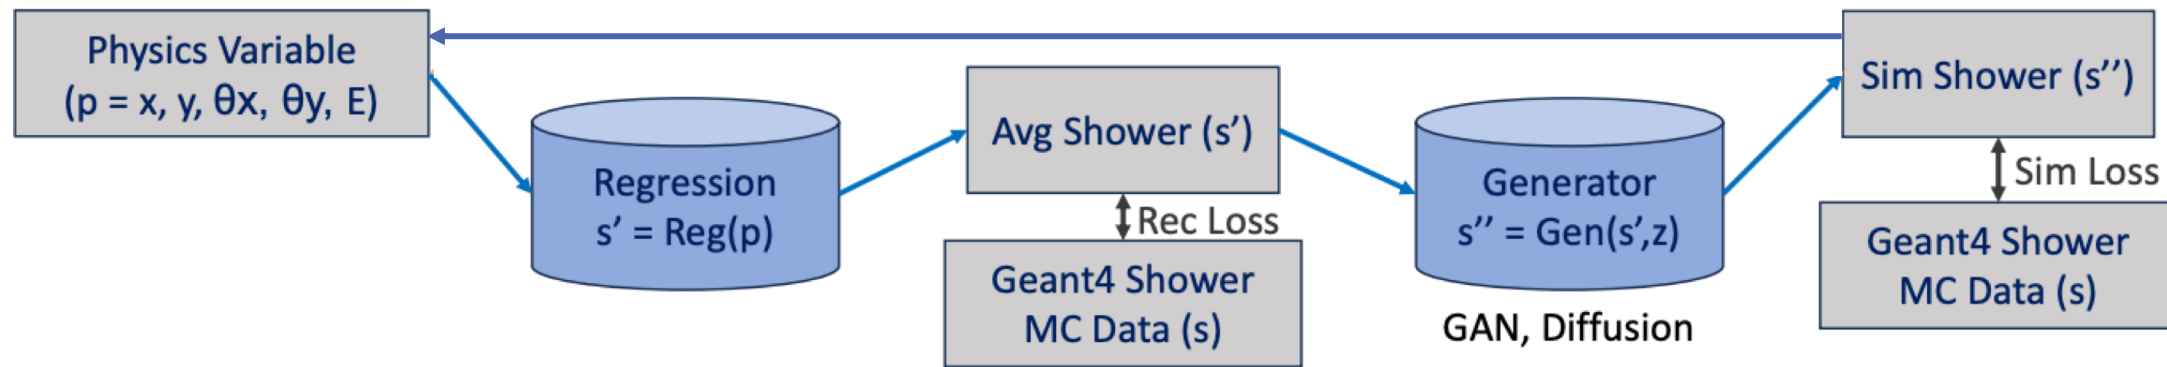 Physics Variable
(p = x, y, θx, θy, E)
Regression
s’ = Reg(p)
Avg Shower (s’)
Rec Loss
Geant4 Shower
MC Data (s)
Generator
s’’ = Gen(s’,z)
GAN, Diffusion
Sim Shower (s’’)
Sim Loss
Geant4 Shower
MC Data (s)